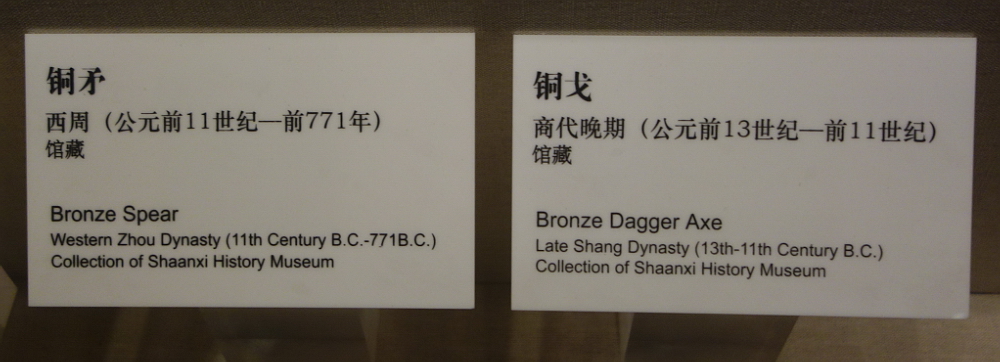 铜矛
西周（公元前11世纪—前771年）
馆藏
Bronze Spear
Western Zhou Dynasty (11th Century B.C.-771B.C.)
Collection of Shaanxi History Museum
铜戈
商代晚期（公元前13世纪—前11世纪）
馆藏
Bronze Dagger Axe
Late Shang Dynasty (13th-11th Century B.C.)
Collection of Shaanxi History Museum